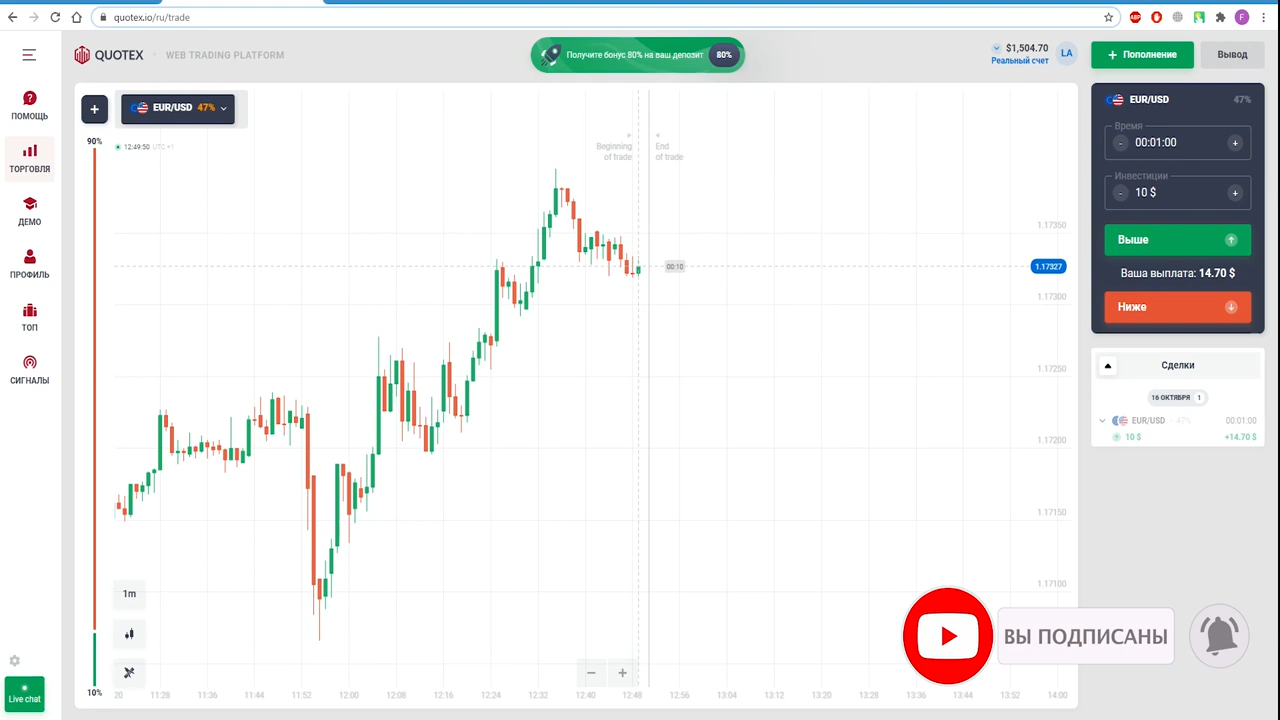 quotex.io/ru/trade
QUOTEX
WEB TRADING PLATFORM
Получите бонус 80% на ваш депозит 80%
$1,504.70
Реальный счет
LA
+ Пополнение
Вывод
ПОМОЩЬ
ТОРГОВЛЯ
ДЕМО
ПРОФИЛЬ
ТОП
СИГНАЛЫ
Live chat
+
EUR/USD 47%
90%
12:49:50 UTC +1
Beginning
of trade
End
of trade
00:10
1.17350
1.17327
1.17300
1.17250
1.17200
1.17150
1.17100
1m
10%
20 11:28 11:36 11:44 11:52 12:00 12:08 12:16 12:24 12:32 12:40 12:48 12:56 13:04 13:12 13:20 13:28 13:36 13:44 13:52 14:00
EUR/USD 47%
Время
- 00:01:00 +
Инвестиции
- 10 $ +
Выше
Ваша выплата: 14.70 $
Ниже
Сделки
16 ОКТЯБРЯ 1
EUR/USD 47% 00:01:00
10 $ +14.70 $
ВЫ ПОДПИСАНЫ
ABP
F